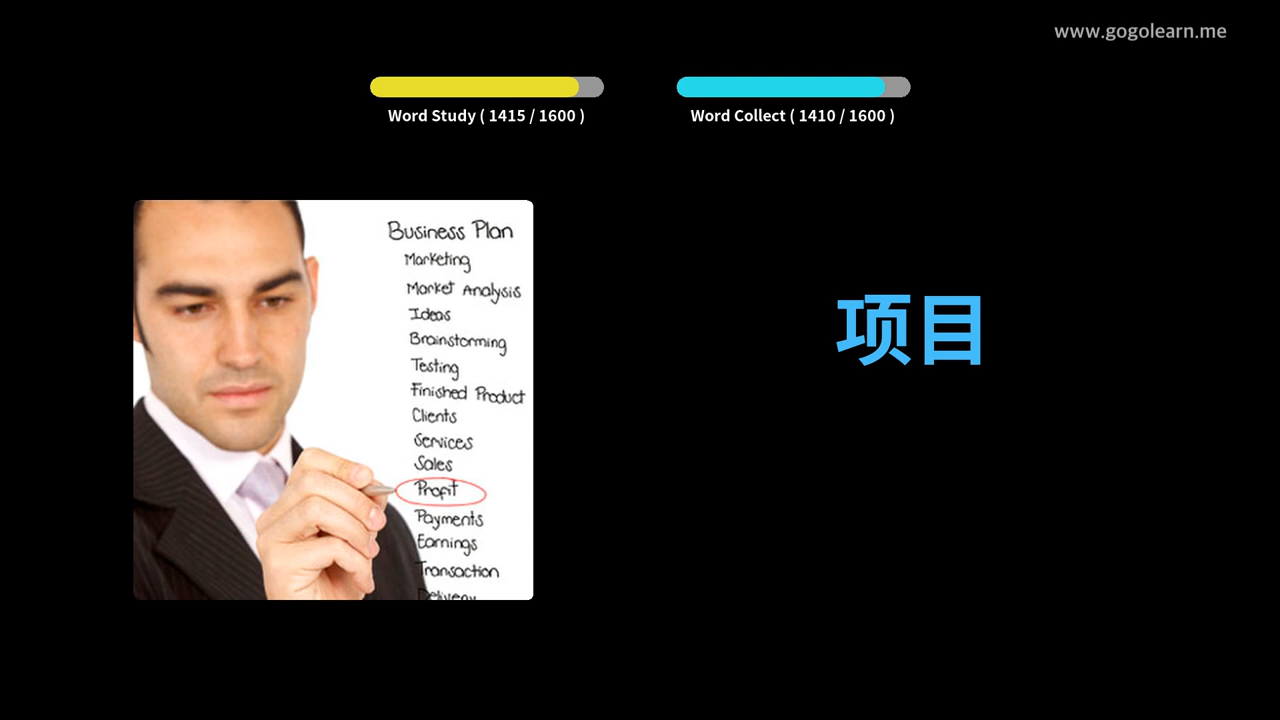 www.gogolearn.me
Word Study ( 1415 / 1600 )
Word Collect ( 1410 / 1600 )
Business Plan
Marketing
Market Analysis
Ideas
Brainstorming
Testing
Finished Product
Clients
Services
Sales
Profit
Payments
Earnings
Transaction
Delivery
项目